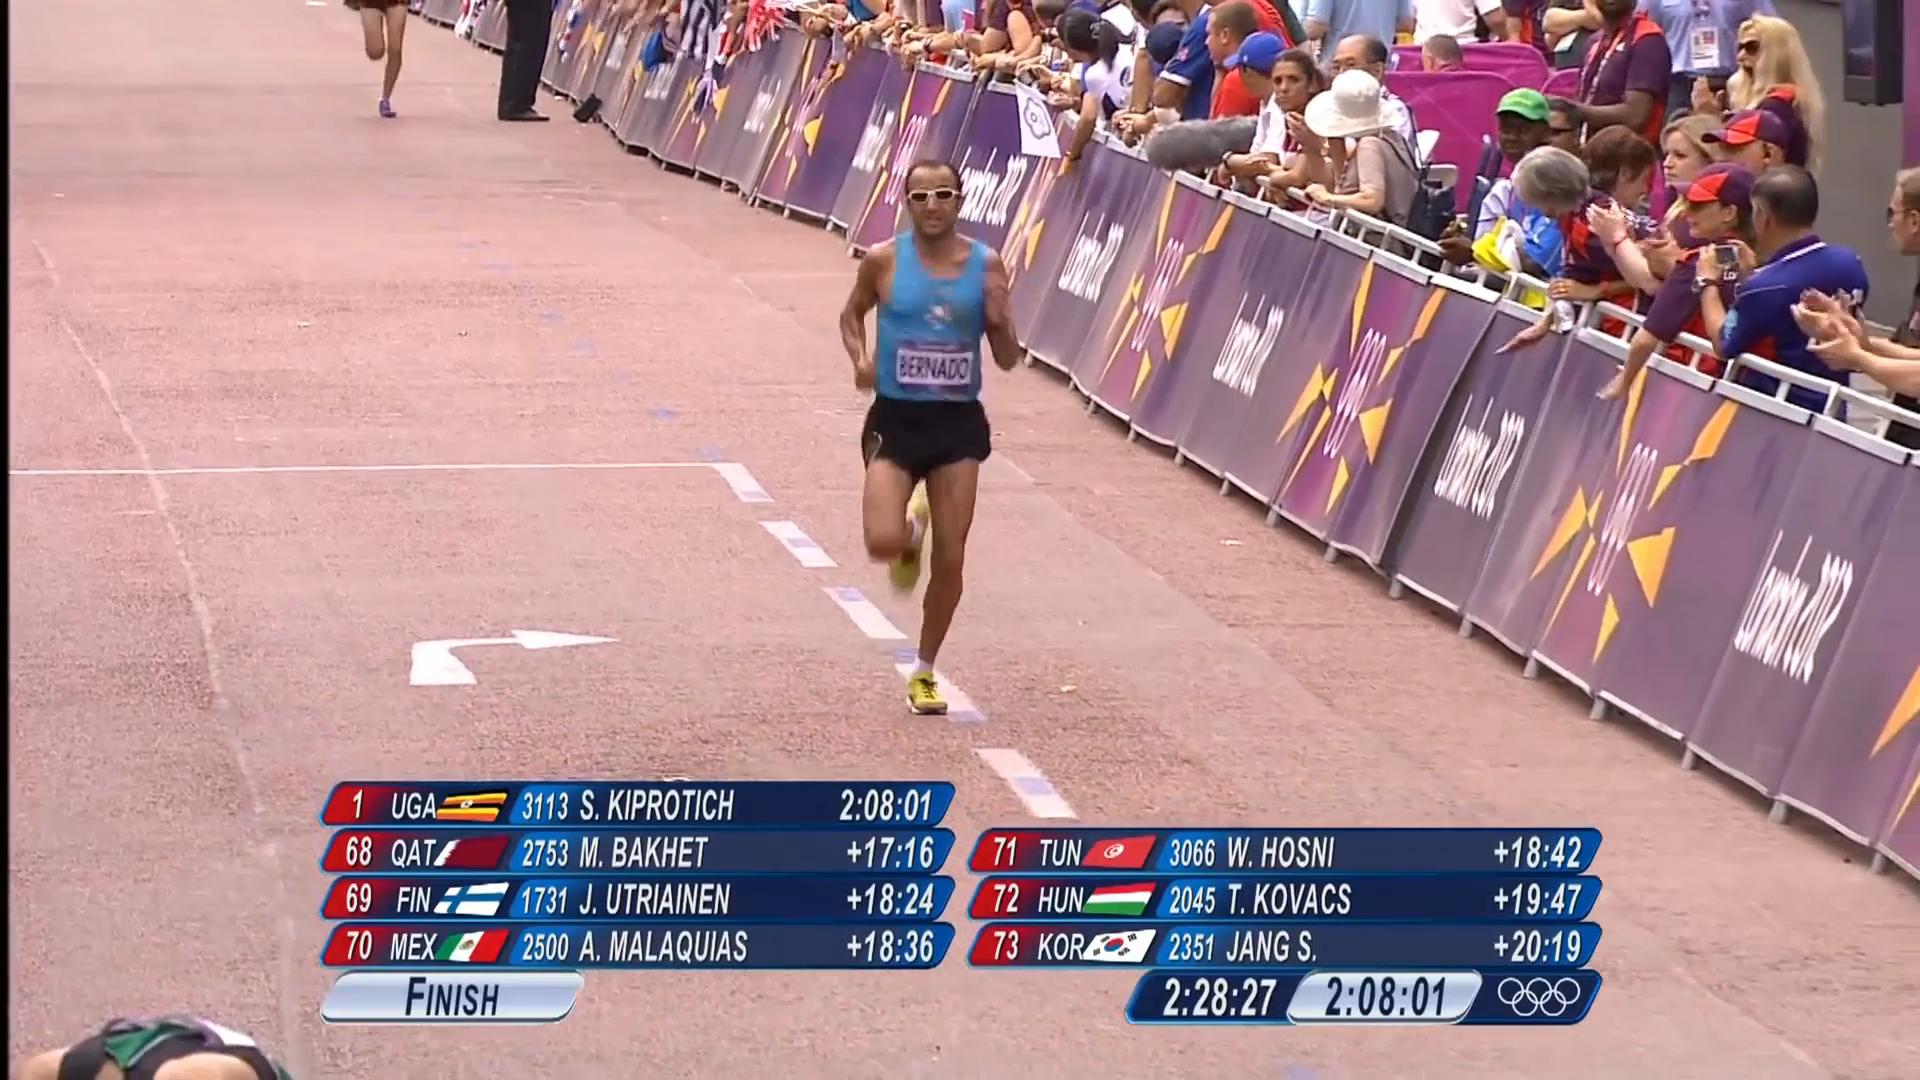 London 2012
London 2012
London 2012
London 2012
London 2012
BERNADO
1 UGA 3113 S. KIPROTICH 2:08:01
68 QAT 2753 M. BAKHET +17:16
69 FIN 1731 J. UTRIAINEN +18:24
70 MEX 2500 A. MALAQUIAS +18:36
71 TUN 3066 W. HOSNI +18:42
72 HUN 2045 T. KOVACS +19:47
73 KOR 2351 JANG S. +20:19
FINISH
2:28:27 2:08:01